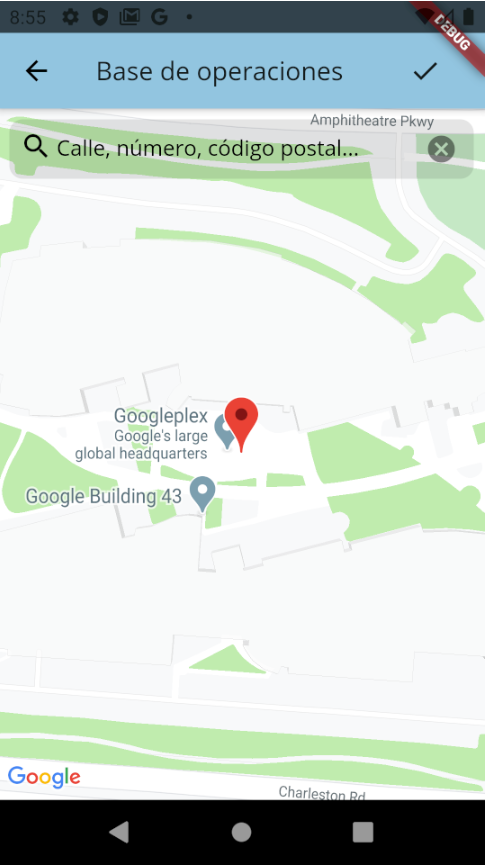 8:55
G
DEBUG
Base de operaciones
Amphitheatre Pkwy
Calle, número, código postal...
Googleplex
Google's large
global headquarters
Google Building 43
Google
Charleston Rd